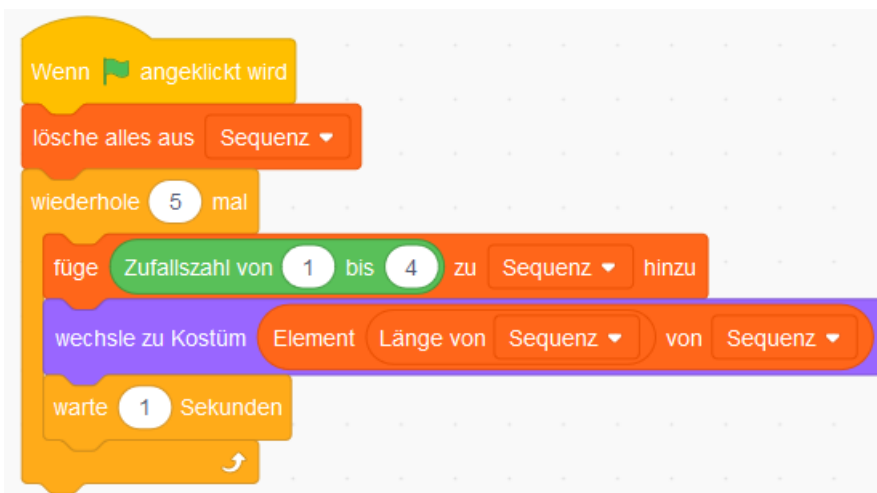 Wenn angeklickt wird
lösche alles aus Sequenz
wiederhole 5 mal
füge Zufallszahl von 1 bis 4 zu Sequenz hinzu
wechsle zu Kostüm Element Länge von Sequenz von Sequenz
warte 1 Sekunden